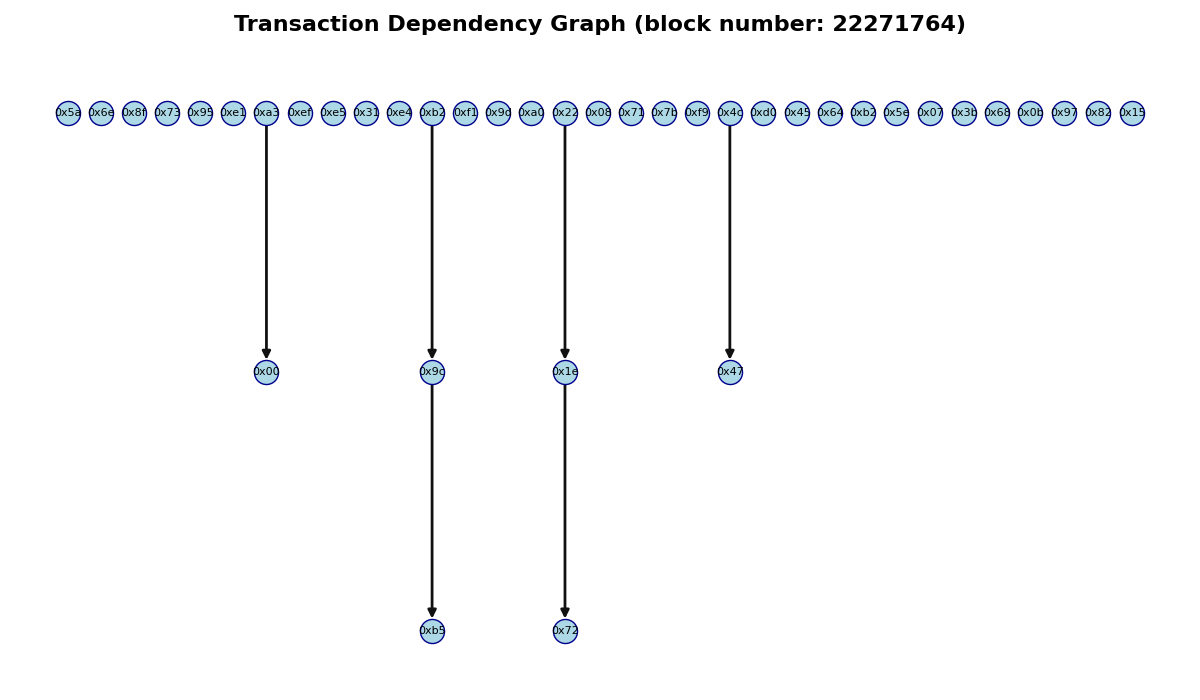 Transaction Dependency Graph (block number: 22271764)
0x5a 0x6e 0x8f 0x73 0x95 0xe1 0xa3 0xef 0xe5 0x31 0xe4 0xb2 0xf1 0x9d 0xa0 0x22 0x08 0x71 0x7b 0xf9 0x4c 0xd0 0x45 0x64 0xb2 0x5e 0x07 0x3b 0x68 0x0b 0x97 0x82 0x15
0x00 0x9c 0x1e 0x47
0xb5 0x72